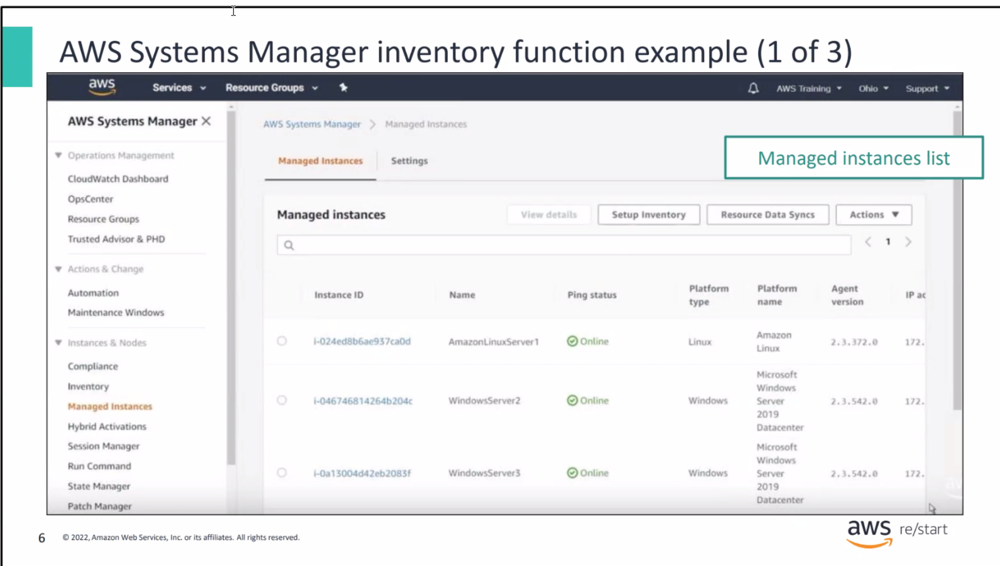 AWS Systems Manager inventory function example (1 of 3)
aws Services Resource Groups AWS Training Ohio Support
AWS Systems Manager
Operations Management
CloudWatch Dashboard
OpsCenter
Resource Groups
Trusted Advisor & PHD
Actions & Change
Automation
Maintenance Windows
Instances & Nodes
Compliance
Inventory
Managed Instances
Hybrid Activations
Session Manager
Run Command
State Manager
Patch Manager
AWS Systems Manager > Managed Instances
Managed Instances Settings
Managed instances list
Managed instances View details Setup Inventory Resource Data Syncs Actions
< 1 >
Instance ID Name Ping status Platform type Platform name Agent version IP ac
i-024ed8b6ae937ca0d AmazonLinuxServer1 Online Linux Amazon Linux 2.3.372.0 172.
i-046746814264b204c WindowsServer2 Online Windows Microsoft Windows Server 2019 Datacenter 2.3.542.0 172.
i-0a13004d42eb2083f WindowsServer3 Online Windows Microsoft Windows Server 2019 Datacenter 2.3.542.0 172.
6 © 2022, Amazon Web Services, Inc. or its affiliates. All rights reserved.
aws re/start